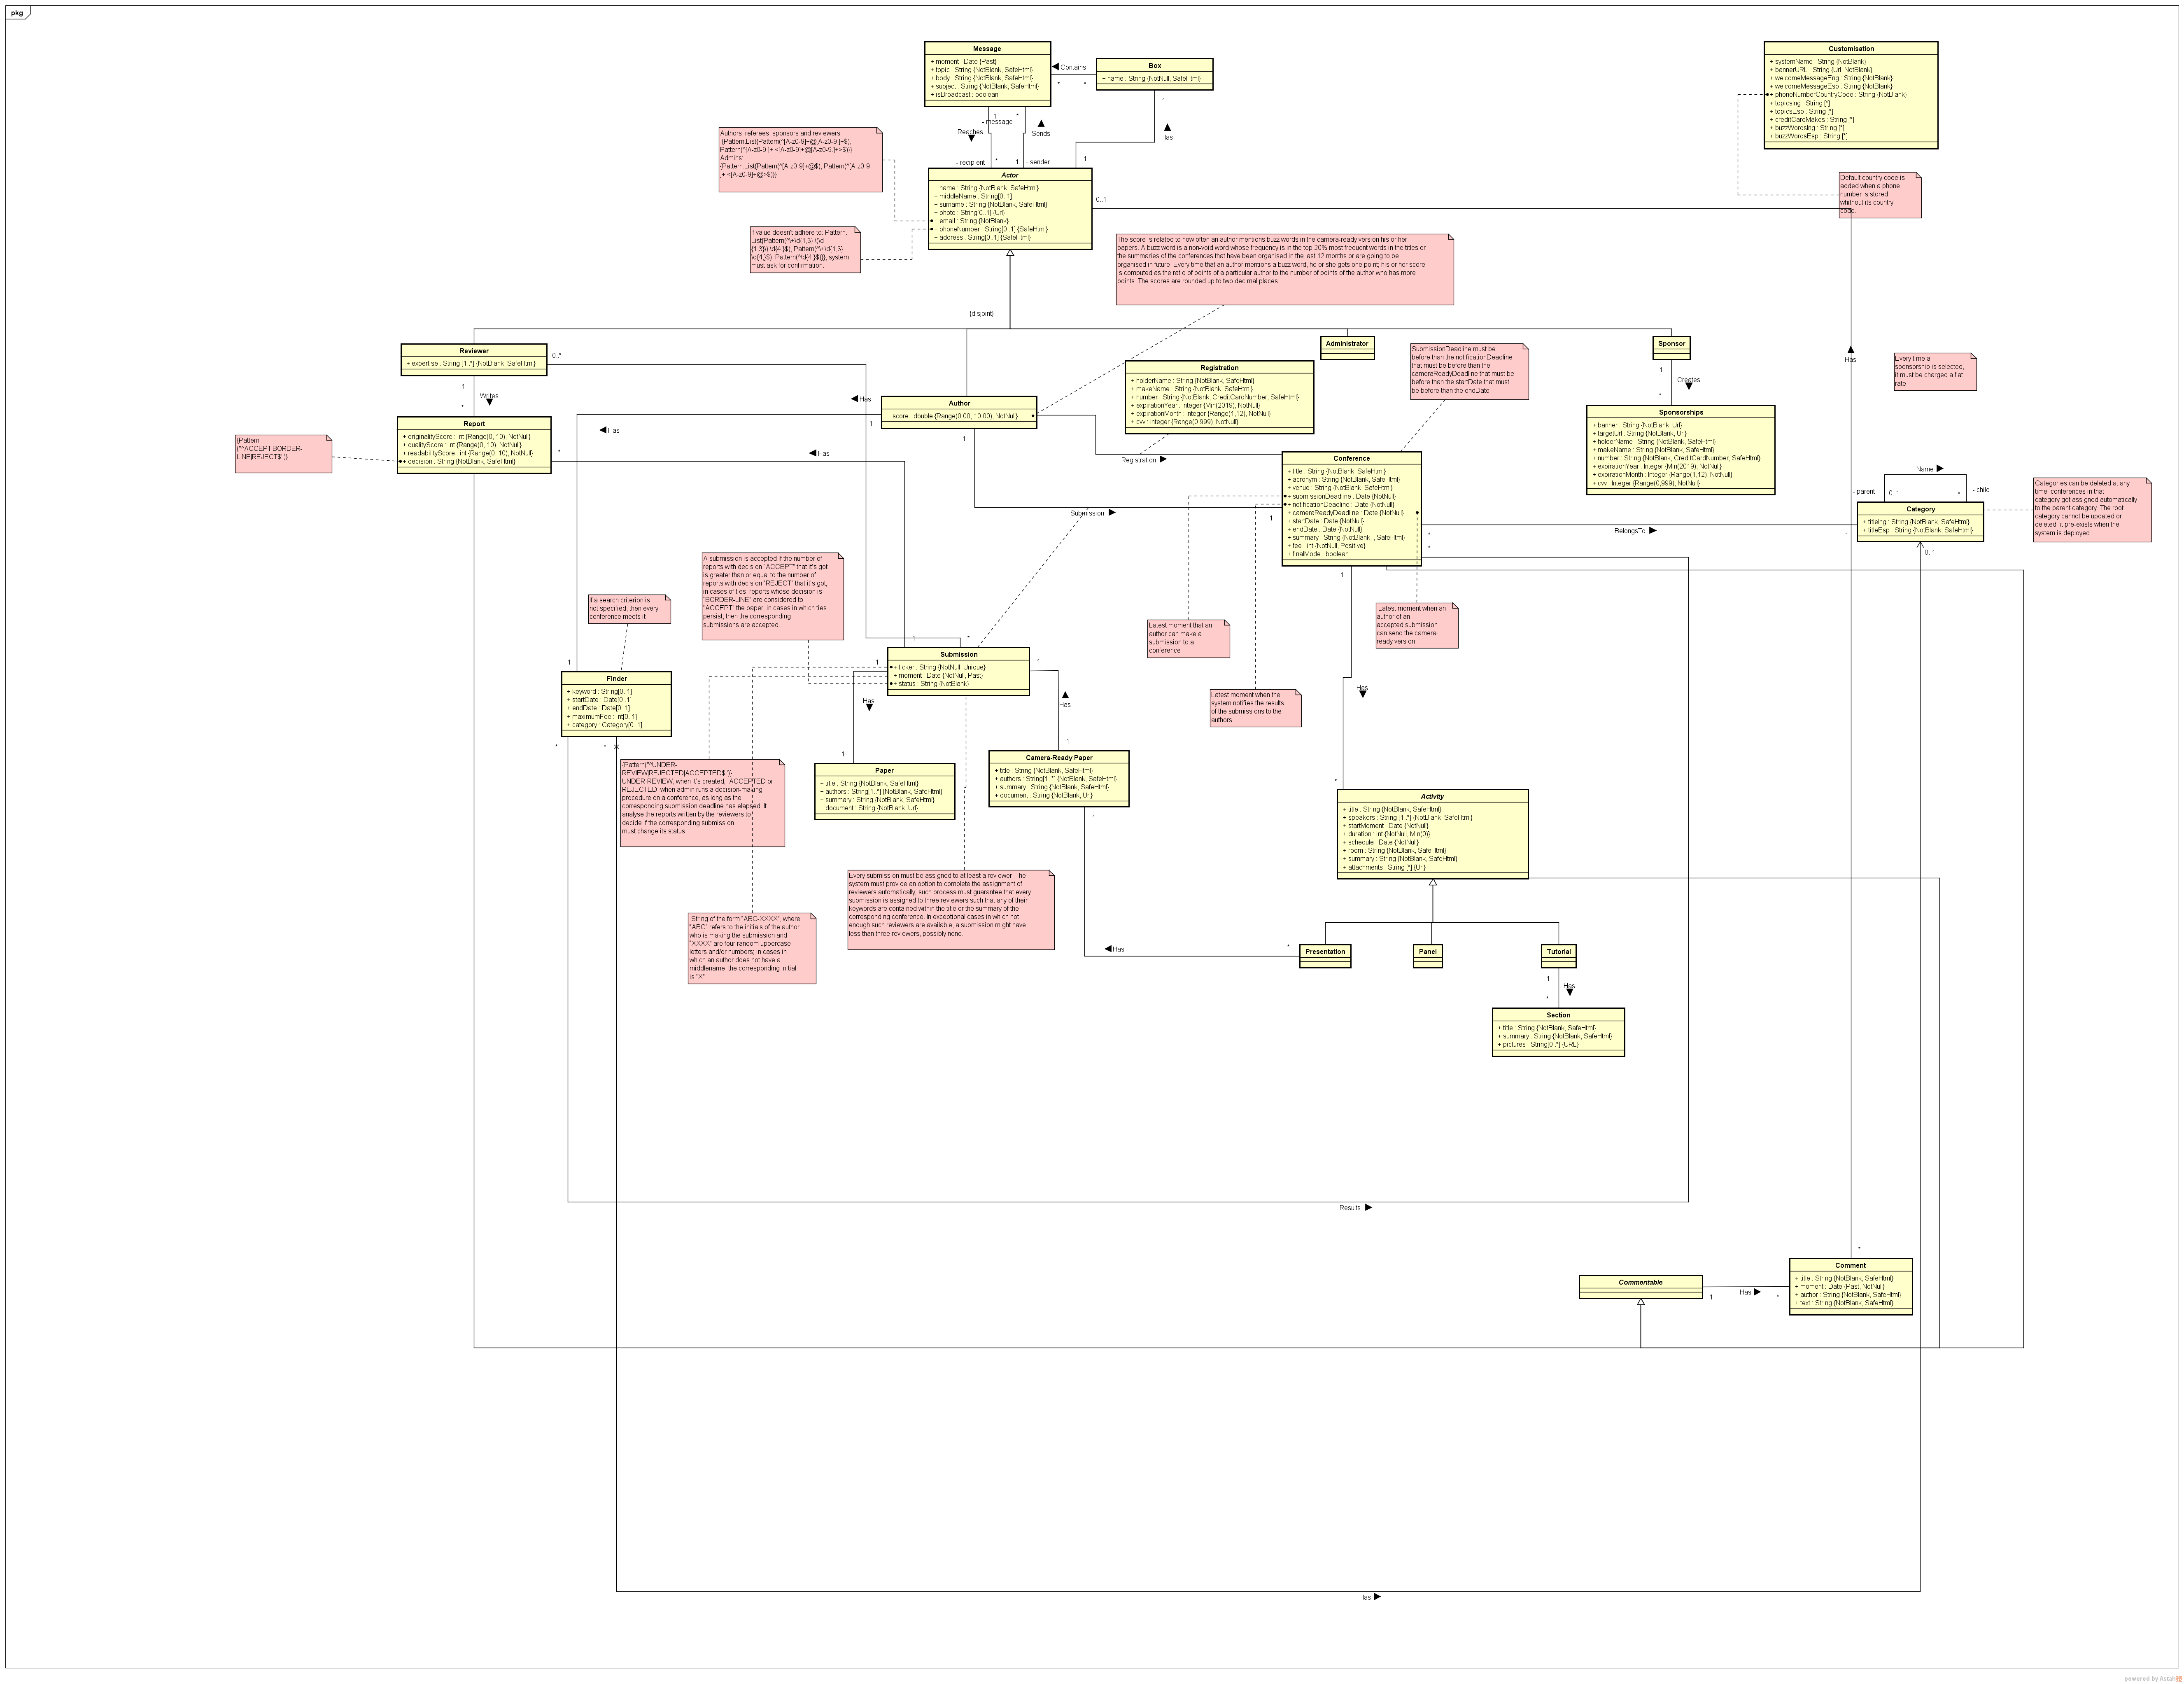 pkg
Message
+ moment : Date {Past}
+ topic : String {NotBlank, SafeHtml}
+ body : String {NotBlank, SafeHtml}
+ subject : String {NotBlank, SafeHtml}
+ isBroadcast : boolean
Contains
*
*
Box
+ name : String {NotNull, SafeHtml}
Customisation
+ systemName : String {NotBlank}
+ bannerURL : String {Url, NotBlank}
+ welcomeMessageEng : String {NotBlank}
+ welcomeMessageEsp : String {NotBlank}
+ phoneNumberCountryCode : String {NotBlank}
+ topicsIng : String [*]
+ topicsEsp : String [*]
+ creditCardMakes : String [*]
+ buzzWordsIng : String [*]
+ buzzWordsEsp : String [*]
1
- message
*
Reaches
Sends
1
Has
- recipient
*
1
- sender
1
Authors, referees, sponsors and reviewers:
{Pattern.List{Pattern(^[A-z0-9]+@[A-z0-9.]+$),
Pattern(^[A-z0-9 ]+ <[A-z0-9]+@[A-z0-9.]+>$)}}
Admins:
{Pattern.List{Pattern(^[A-z0-9]+@$), Pattern(^[A-z0-9
]+ <[A-z0-9]+@>$)}}
Actor
+ name : String {NotBlank, SafeHtml}
+ middleName : String[0..1]
+ surname : String {NotBlank, SafeHtml}
+ photo : String[0..1] {Url}
+ email : String {NotBlank}
+ phoneNumber : String[0..1] {SafeHtml}
+ address : String[0..1] {SafeHtml}
0..1
Default country code is
added when a phone
number is stored
whithout its country
code.
If value doesn't adhere to: Pattern.
List{Pattern(^\+\d{1,3} \(\d
{1,3}\) \d{4,}$), Pattern(^\+\d{1,3}
\d{4,}$), Pattern(^\d{4,}$)}}, system
must ask for confirmation.
The score is related to how often an author mentions buzz words in the camera-ready version his or her
papers. A buzz word is a non-void word whose frequency is in the top 20% most frequent words in the titles or
the summaries of the conferences that have been organised in the last 12 months or are going to be
organised in future. Every time that an author mentions a buzz word, he or she gets one point; his or her score
is computed as the ratio of points of a particular author to the number of points of the author who has more
points. The scores are rounded up to two decimal places.
{disjoint}
Reviewer
+ expertise : String [1..*] {NotBlank, SafeHtml}
0..*
Administrator
Sponsor
SubmissionDeadline must be
before than the notificationDeadline
that must be before than the
cameraReadyDeadline that must be
before than the startDate that must
be before than the endDate
Has
Every time a
sponsorship is selected,
it must be charged a flat
rate
Registration
+ holderName : String {NotBlank, SafeHtml}
+ makeName : String {NotBlank, SafeHtml}
+ number : String {NotBlank, CreditCardNumber, SafeHtml}
+ expirationYear : Integer {Min(2019), NotNull}
+ expirationMonth : Integer {Range(1,12), NotNull}
+ cvv : Integer {Range(0,999), NotNull}
1
Creates
*
1
Writes
*
Has
Author
+ score : double {Range(0.00, 10.00), NotNull}
1
1
Sponsorships
+ banner : String {NotBlank, Url}
+ targetUrl : String {NotBlank, Url}
+ holderName : String {NotBlank, SafeHtml}
+ makeName : String {NotBlank, SafeHtml}
+ number : String {NotBlank, CreditCardNumber, SafeHtml}
+ expirationYear : Integer {Min(2019), NotNull}
+ expirationMonth : Integer {Range(1,12), NotNull}
+ cvv : Integer {Range(0,999), NotNull}
Report
+ originalityScore : int {Range(0, 10), NotNull}
+ qualityScore : int {Range(0, 10), NotNull}
+ readabilityScore : int {Range(0, 10), NotNull}
+ decision : String {NotBlank, SafeHtml}
*
Has
Has
{Pattern
("^ACCEPT|BORDER-
LINE|REJECT$")}
Registration
Conference
+ title : String {NotBlank, SafeHtml}
+ acronym : String {NotBlank, SafeHtml}
+ venue : String {NotBlank, SafeHtml}
+ submissionDeadline : Date {NotNull}
+ notificationDeadline : Date {NotNull}
+ cameraReadyDeadline : Date {NotNull}
+ startDate : Date {NotNull}
+ endDate : Date {NotNull}
+ summary : String {NotBlank, , SafeHtml}
+ fee : int {NotNull, Positive}
+ finalMode : boolean
Submission
1
*
*
1
BelongsTo
1
Name
- parent
0..1
*
- child
Category
+ titleIng : String {NotBlank, SafeHtml}
+ titleEsp : String {NotBlank, SafeHtml}
0..1
Categories can be deleted at any
time; conferences in that
category get assigned automatically
to the parent category. The root
category cannot be updated or
deleted; it pre-exists when the
system is deployed.
A submission is accepted if the number of
reports with decision "ACCEPT" that it's got
is greater than or equal to the number of
reports with decision "REJECT" that it's got;
in cases of ties, reports whose decision is
"BORDER-LINE" are considered to
"ACCEPT" the paper; in cases in which ties
persist, then the corresponding
submissions are accepted.
If a search criterion is
not specified, then every
conference meets it
Latest moment that an
author can make a
submission to a
conference
Latest moment when an
author of an
accepted submission
can send the camera-
ready version
Latest moment when the
system notifies the results
of the submissions to the
authors
1
*
Submission
+ ticker : String {NotNull, Unique}
+ moment : Date {NotNull, Past}
+ status : String {NotBlank}
1
1
Has
Has
1
1
1
Finder
+ keyword : String[0..1]
+ startDate : Date[0..1]
+ endDate : Date[0..1]
+ maximumFee : int[0..1]
+ category : Category[0..1]
*
*
Has
*
{Pattern("^UNDER-
REVIEW|REJECTED|ACCEPTED$")}
UNDER-REVIEW, when it's created;  ACCEPTED or
REJECTED, when admin runs a decision-making
procedure on a conference, as long as the
corresponding submission deadline has elapsed. It
analyse the reports written by the reviewers to
decide if the corresponding submission
must change its status.
Paper
+ title : String {NotBlank, SafeHtml}
+ authors : String[1..*] {NotBlank, SafeHtml}
+ summary : String {NotBlank, SafeHtml}
+ document : String {NotBlank, Url}
Camera-Ready Paper
+ title : String {NotBlank, SafeHtml}
+ authors : String[1..*] {NotBlank, SafeHtml}
+ summary : String {NotBlank, SafeHtml}
+ document : String {NotBlank, Url}
1
Activity
+ title : String {NotBlank, SafeHtml}
+ speakers : String [1..*] {NotBlank, SafeHtml}
+ startMoment : Date {NotNull}
+ duration : int {NotNull, Min(0)}
+ schedule : Date {NotNull}
+ room : String {NotBlank, SafeHtml}
+ summary : String {NotBlank, SafeHtml}
+ attachments : String [*] {Url}
Every submission must be assigned to at least a reviewer. The
system must provide an option to complete the assignment of
reviewers automatically; such process must guarantee that every
submission is assigned to three reviewers such that any of their
keywords are contained within the title or the summary of the
corresponding conference. In exceptional cases in which not
enough such reviewers are available, a submission might have
less than three reviewers, possibly none.
String of the form "ABC-XXXX", where
"ABC" refers to the initials of the author
who is making the submission and
"XXXX" are four random uppercase
letters and/or numbers; in cases in
which an author does not have a
middlename, the corresponding initial
is "X"
Has
*
Presentation
Panel
Tutorial
1
Has
*
Section
+ title : String {NotBlank, SafeHtml}
+ summary : String {NotBlank, SafeHtml}
+ pictures : String[0..*] {URL}
Results
*
Commentable
1
Has
*
Comment
+ title : String {NotBlank, SafeHtml}
+ moment : Date {Past, NotNull}
+ author : String {NotBlank, SafeHtml}
+ text : String {NotBlank, SafeHtml}
Has
powered by Astah